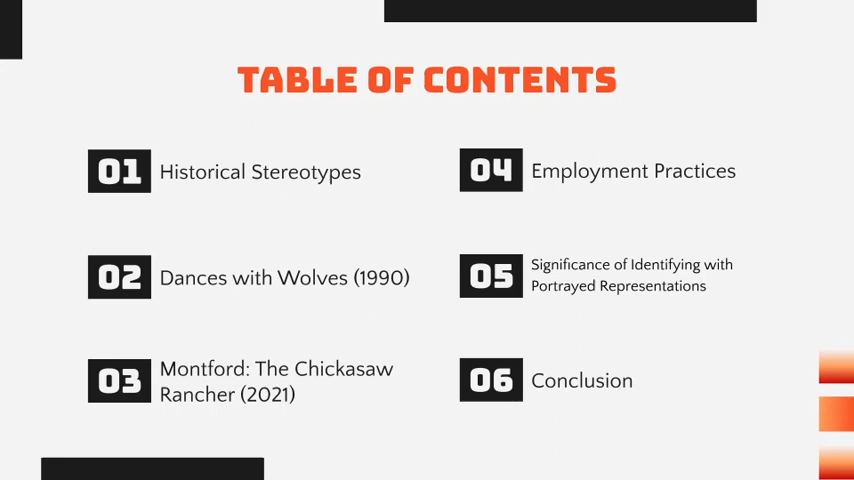 TABLE OF CONTENTS
01 Historical Stereotypes
02 Dances with Wolves (1990)
03 Montford: The Chickasaw
Rancher (2021)
04 Employment Practices
05 Significance of Identifying with
Portrayed Representations
06 Conclusion